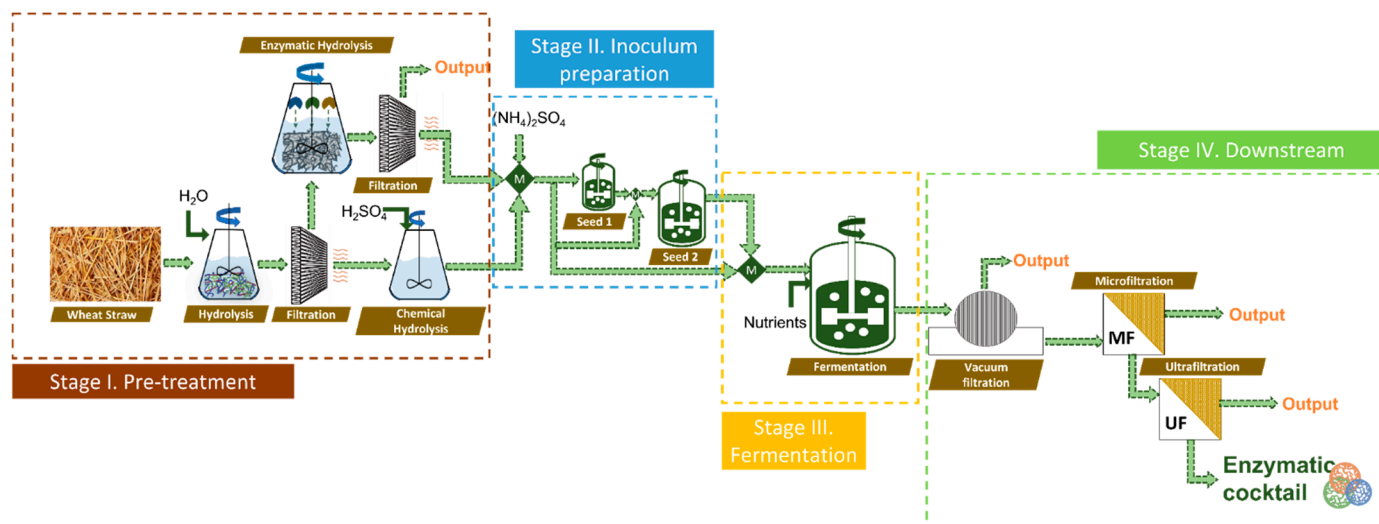 Enzymatic Hydrolysis
Output
Filtration
H₂O
H₂SO₄
Wheat Straw
Hydrolysis
Filtration
Chemical
Hydrolysis
Stage I. Pre-treatment
Stage II. Inoculum
preparation
(NH₄)₂SO₄
M
Seed 1
M
Seed 2
M
Nutrients
Fermentation
Stage III.
Fermentation
Stage IV. Downstream
Output
Vacuum
filtration
Microfiltration
MF
Output
Ultrafiltration
UF
Output
Enzymatic
cocktail